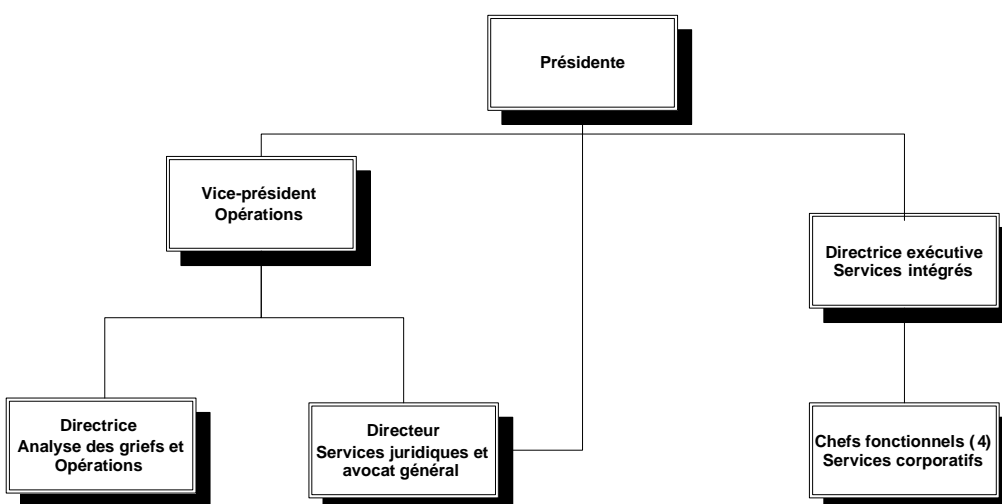 Présidente
Vice-président
Opérations
Directrice exécutive
Services intégrés
Directrice
Analyse des griefs et
Opérations
Directeur
Services juridiques et
avocat général
Chefs fonctionnels (4)
Services corporatifs